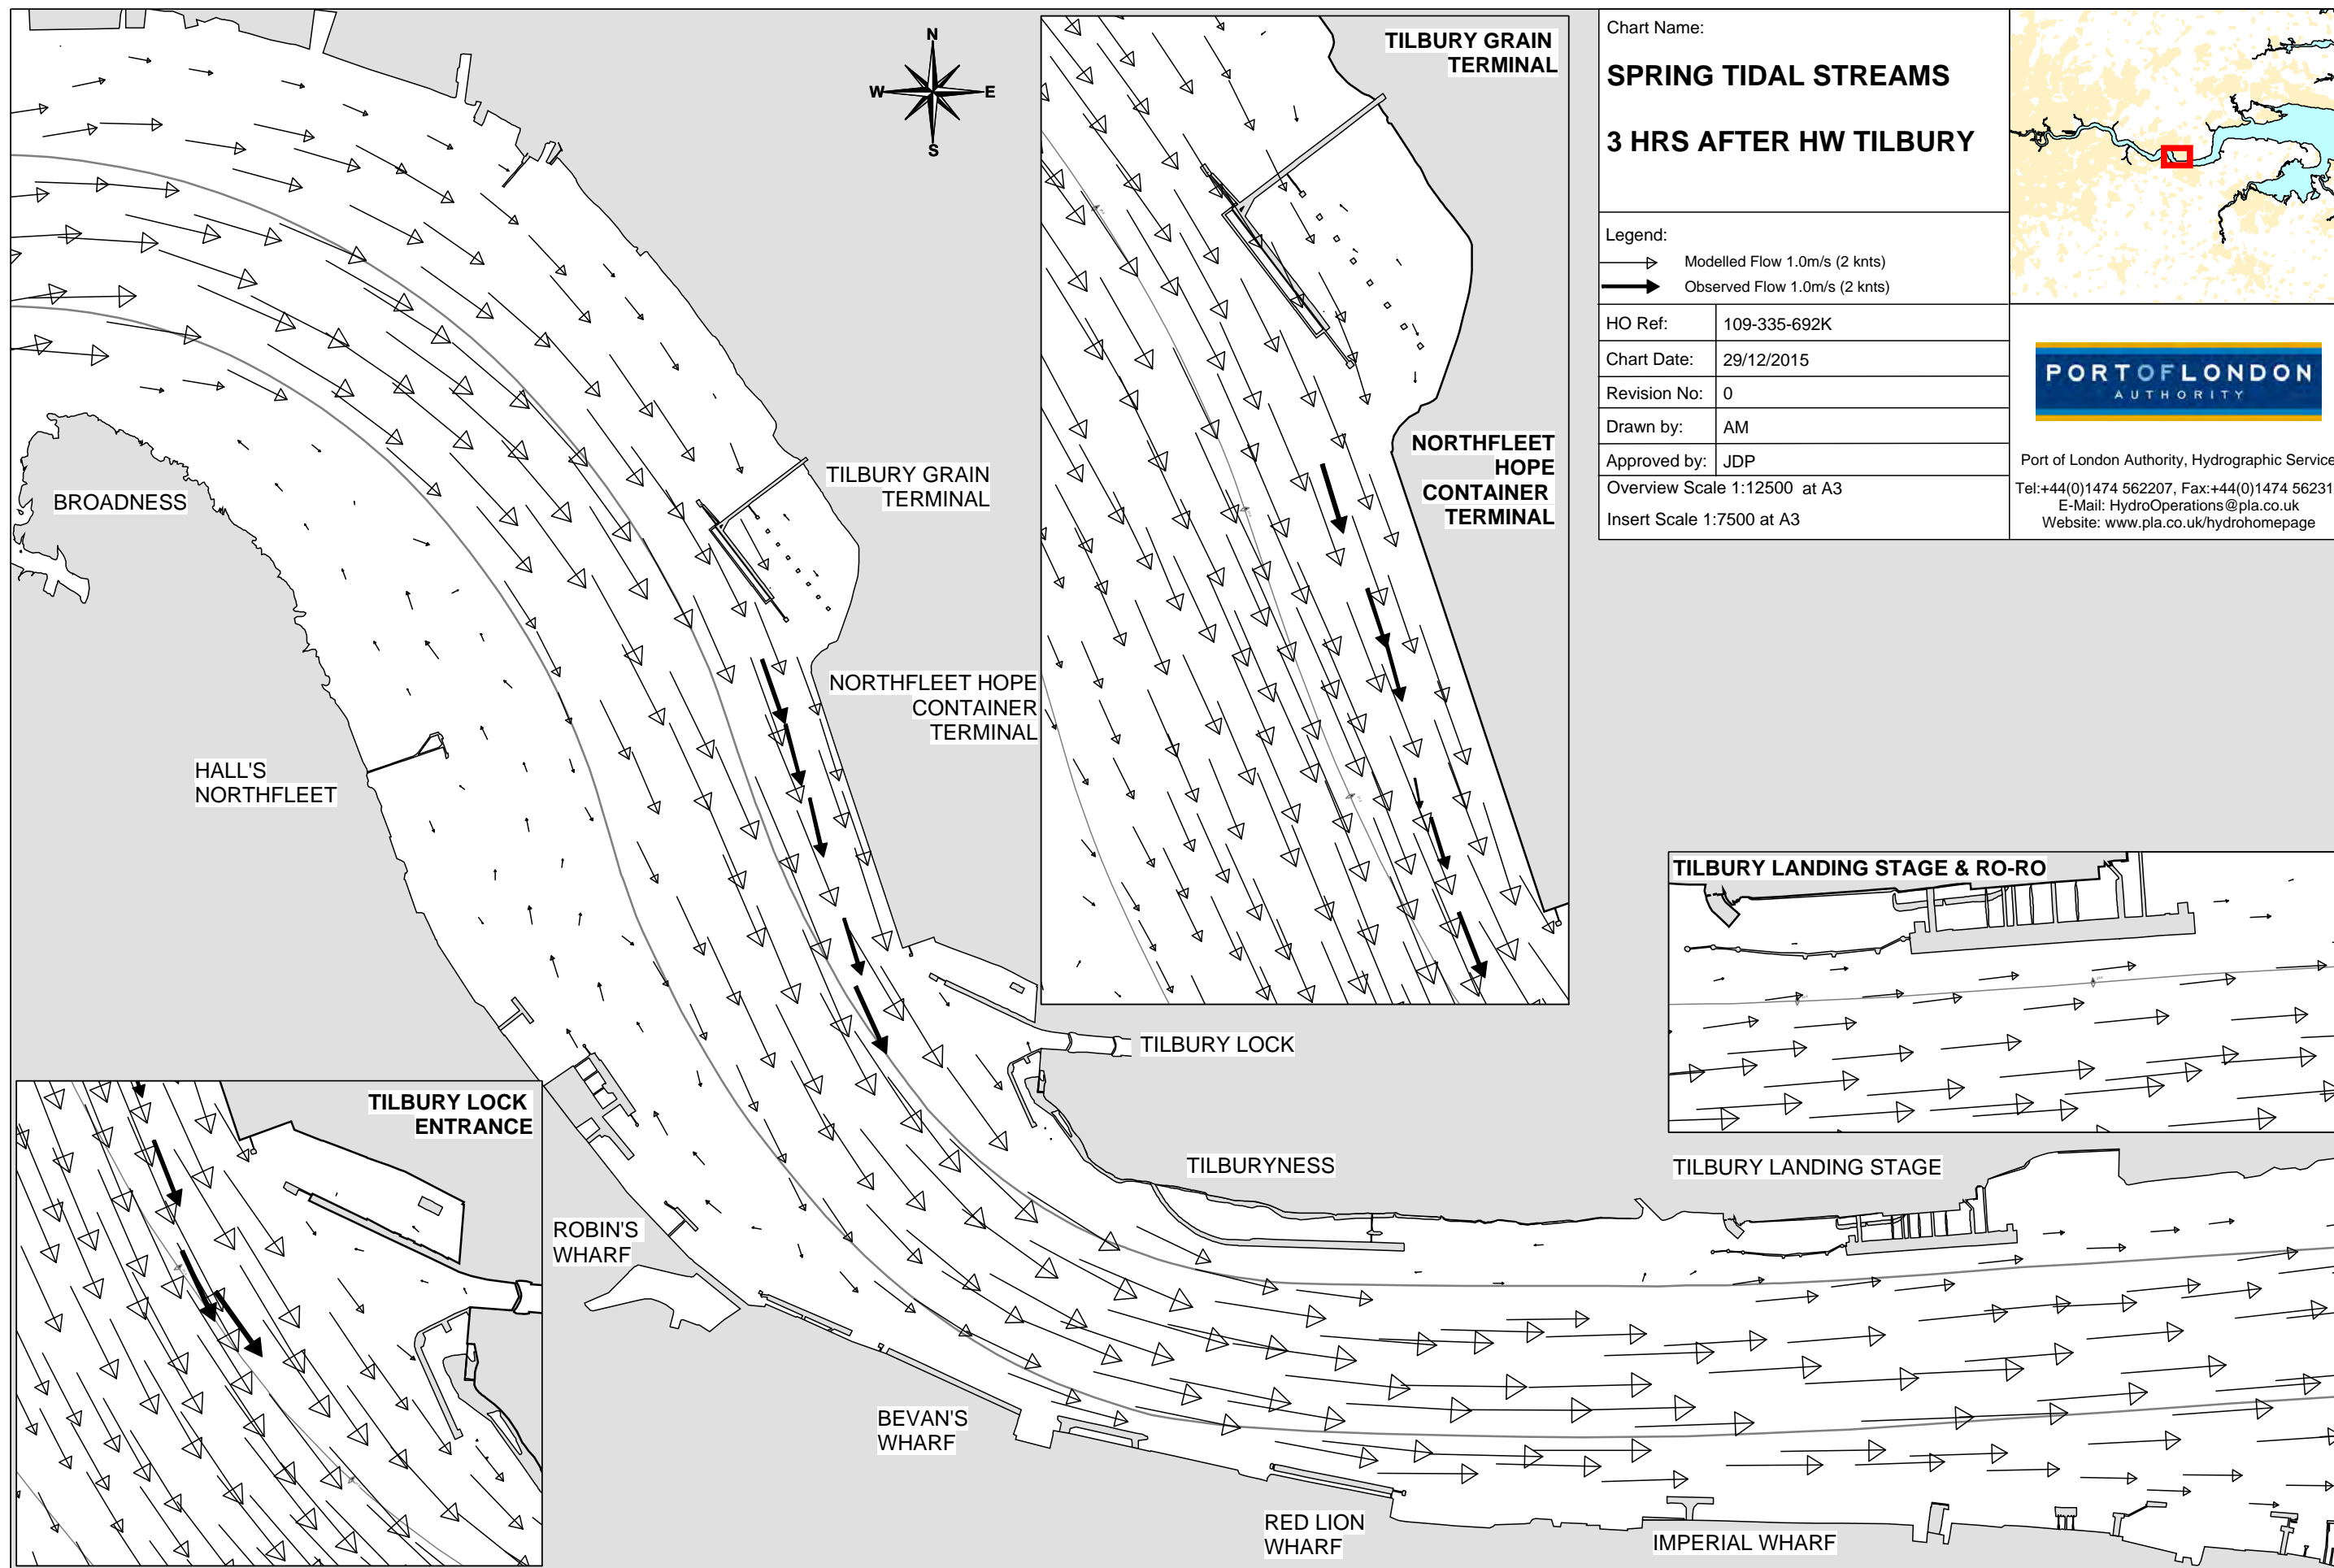 N
W
E
S
TILBURY GRAIN
TERMINAL
NORTHFLEET
HOPE
CONTAINER
TERMINAL
Chart Name:
SPRING TIDAL STREAMS
3 HRS AFTER HW TILBURY
Legend:
Modelled Flow 1.0m/s (2 knts)
Observed Flow 1.0m/s (2 knts)
HO Ref: 109-335-692K
Chart Date: 29/12/2015
Revision No: 0
Drawn by: AM
Approved by: JDP
Overview Scale 1:12500 at A3
Insert Scale 1:7500 at A3
PORTOFLONDON
AUTHORITY
Port of London Authority, Hydrographic Service
Tel:+44(0)1474 562207, Fax:+44(0)1474 56231
E-Mail: HydroOperations@pla.co.uk
Website: www.pla.co.uk/hydrohomepage
BROADNESS
TILBURY GRAIN
TERMINAL
NORTHFLEET HOPE
CONTAINER
TERMINAL
HALL'S
NORTHFLEET
TILBURY LANDING STAGE & RO-RO
TILBURY LOCK
TILBURY LOCK
ENTRANCE
TILBURYNESS
TILBURY LANDING STAGE
ROBIN'S
WHARF
BEVAN'S
WHARF
RED LION
WHARF
IMPERIAL WHARF